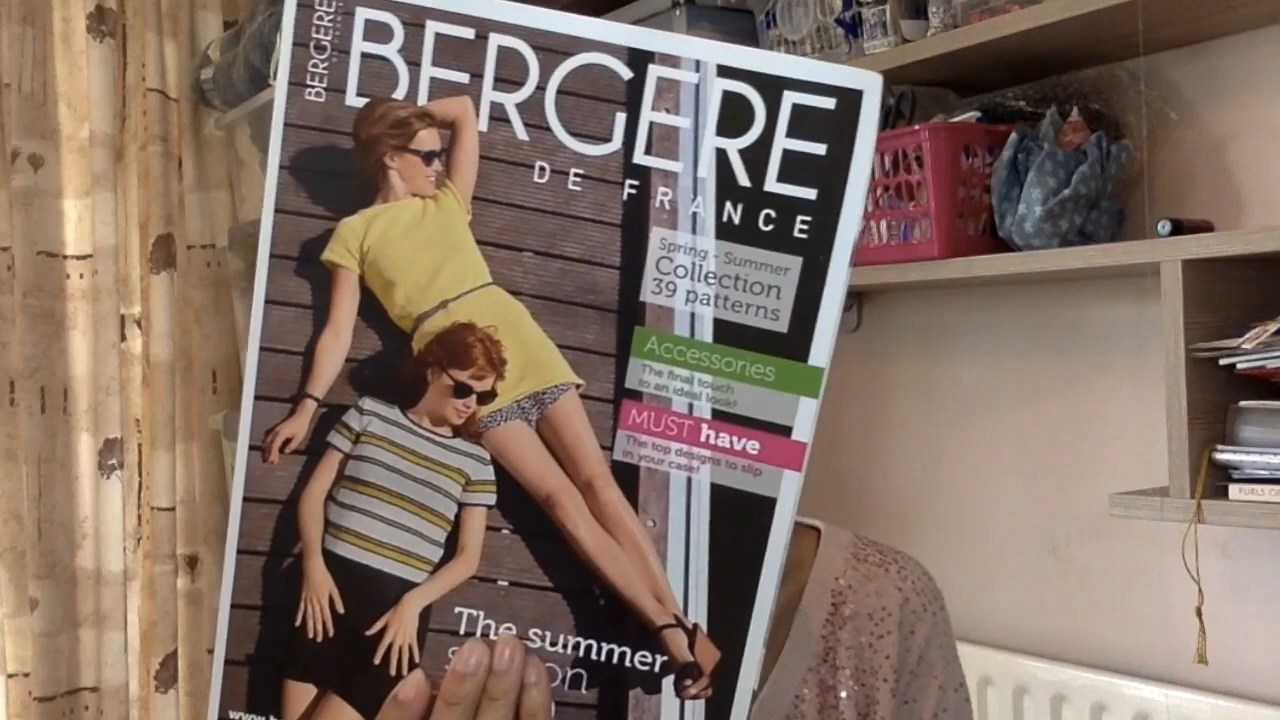 BERGERE
BERGERE
DE FRANCE
Spring - Summer
Collection
39 patterns
Accessories
The final touch
to an ideal look!
MUST have
The top designs to slip
in your case!
The summer
FURLS